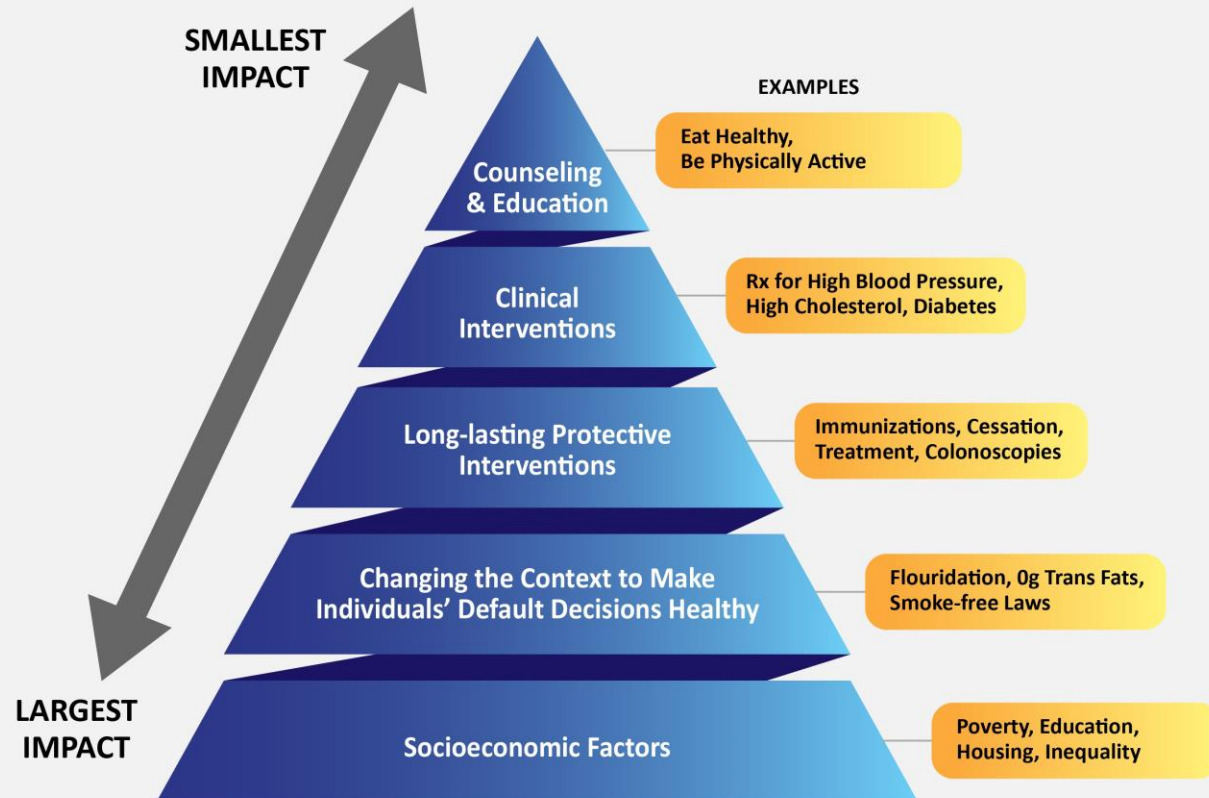 SMALLEST
IMPACT
EXAMPLES
Eat Healthy,
Be Physically Active
Counseling
& Education
Rx for High Blood Pressure,
High Cholesterol, Diabetes
Clinical
Interventions
Immunizations, Cessation,
Treatment, Colonoscopies
Long-lasting Protective
Interventions
Flouridation, 0g Trans Fats,
Smoke-free Laws
Changing the Context to Make
Individuals’ Default Decisions Healthy
LARGEST
IMPACT
Poverty, Education,
Housing, Inequality
Socioeconomic Factors